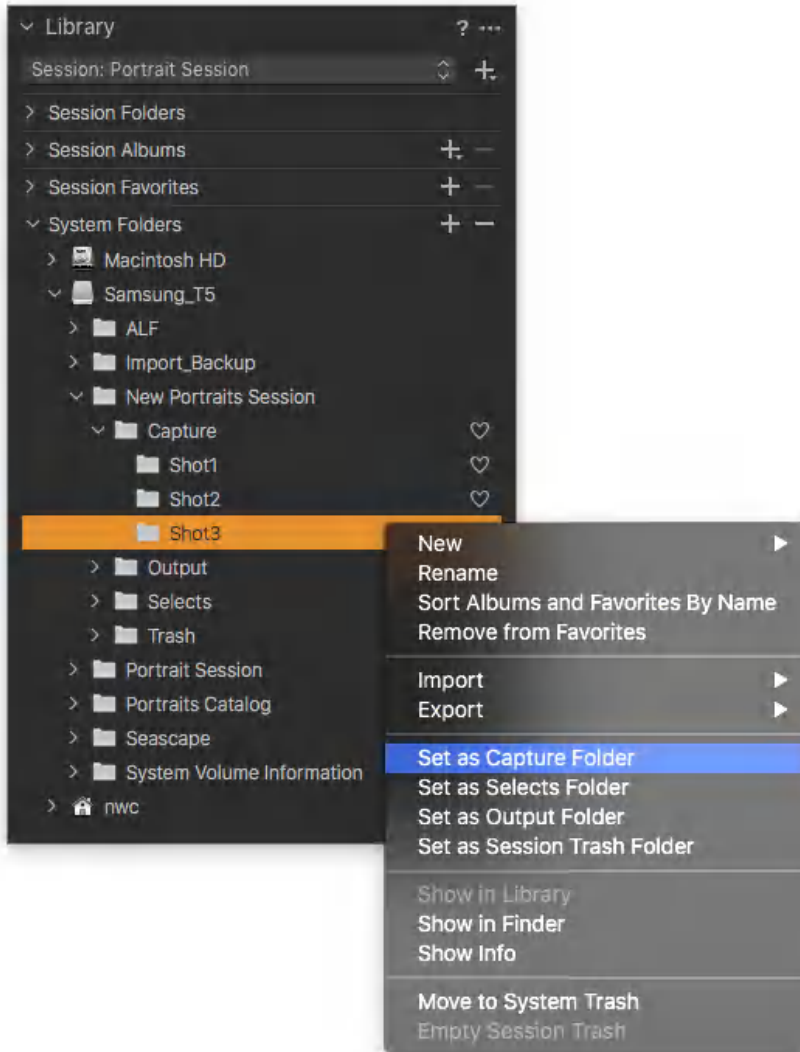 Library ? ...
Session: Portrait Session
Session Folders
Session Albums
Session Favorites
System Folders
Macintosh HD
Samsung_T5
ALF
Import_Backup
New Portraits Session
Capture
Shot1
Shot2
Shot3
Output
Selects
Trash
Portrait Session
Portraits Catalog
Seascape
System Volume Information
nwc
New
Rename
Sort Albums and Favorites By Name
Remove from Favorites
Import
Export
Set as Capture Folder
Set as Selects Folder
Set as Output Folder
Set as Session Trash Folder
Show in Library
Show in Finder
Show Info
Move to System Trash
Empty Session Trash